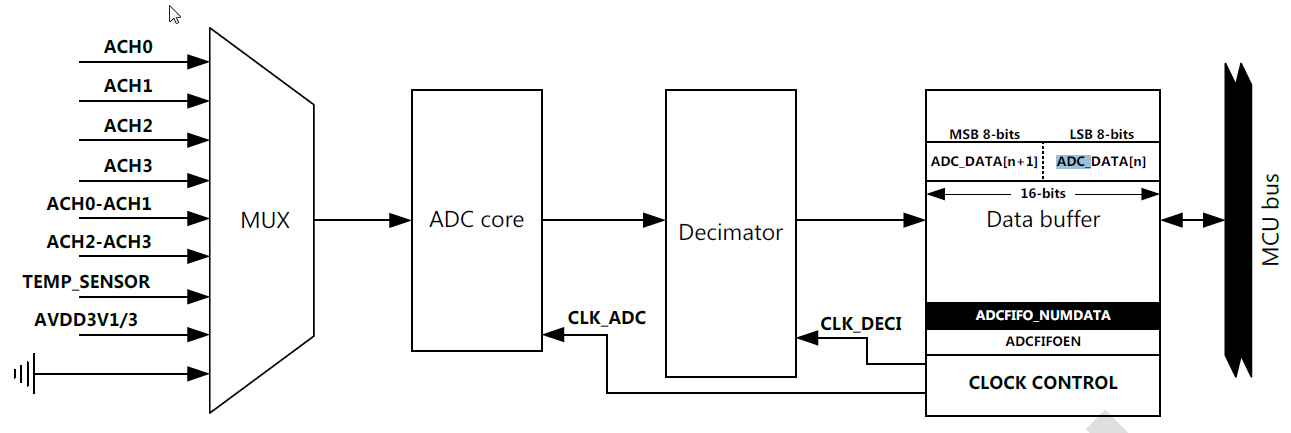 ACH0
ACH1
ACH2
ACH3
ACH0-ACH1
ACH2-ACH3
TEMP_SENSOR
AVDD3V1/3
MUX
ADC core
CLK_ADC
Decimator
CLK_DECI
MSB 8-bits LSB 8-bits
ADC_DATA[n+1] ADC_DATA[n]
16-bits
Data buffer
ADCFIFO_NUMDATA
ADCFIFOEN
CLOCK CONTROL
MCU bus